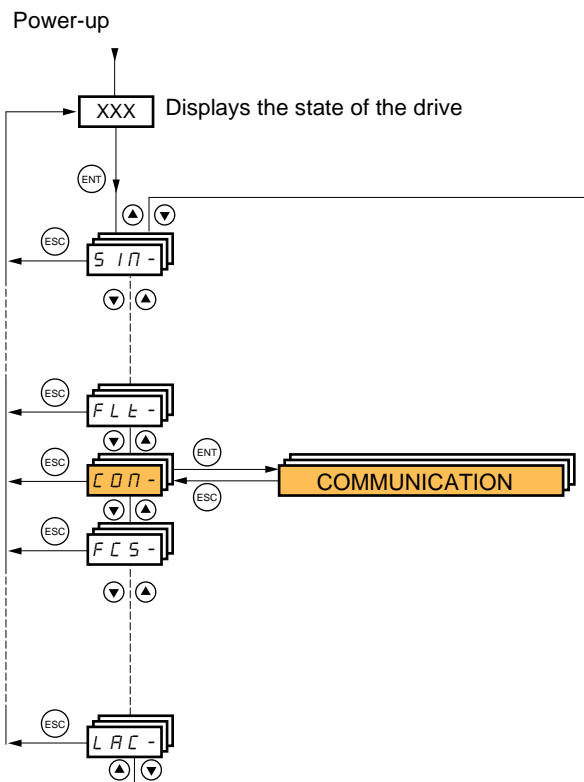 Power-up
XXX Displays the state of the drive
ENT
ESC
SIM-
ESC
FLt-
ENT
ESC
COM- COMMUNICATION
ESC
ESC
FCS-
ESC
LAC-